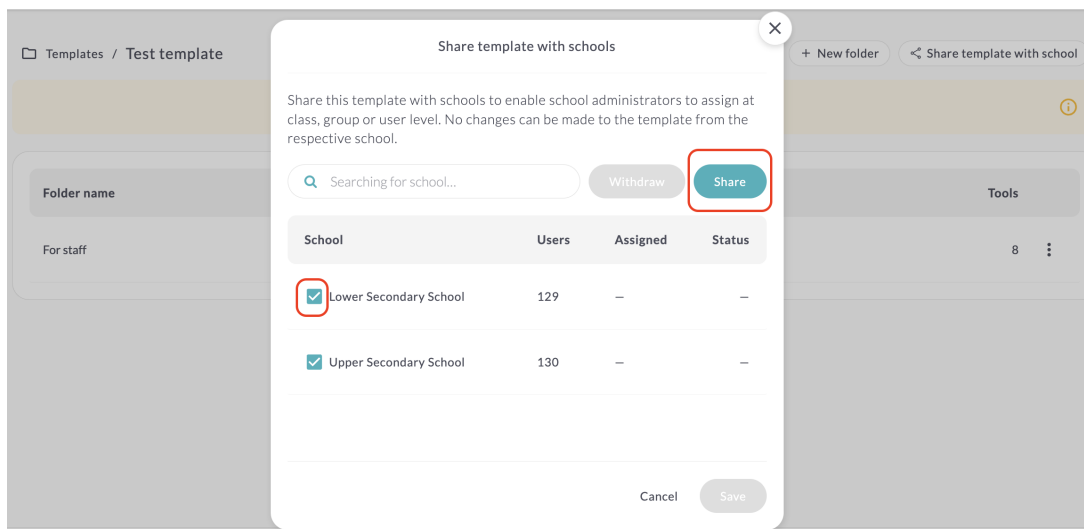 Templates / Test template
+ New folder
Share template with school
Share template with schools
Share this template with schools to enable school administrators to assign at
class, group or user level. No changes can be made to the template from the
respective school.
Searching for school...
Withdraw
Share
Folder name
Tools
School Users Assigned Status
For staff
8
Lower Secondary School 129 – –
Upper Secondary School 130 – –
Cancel
Save